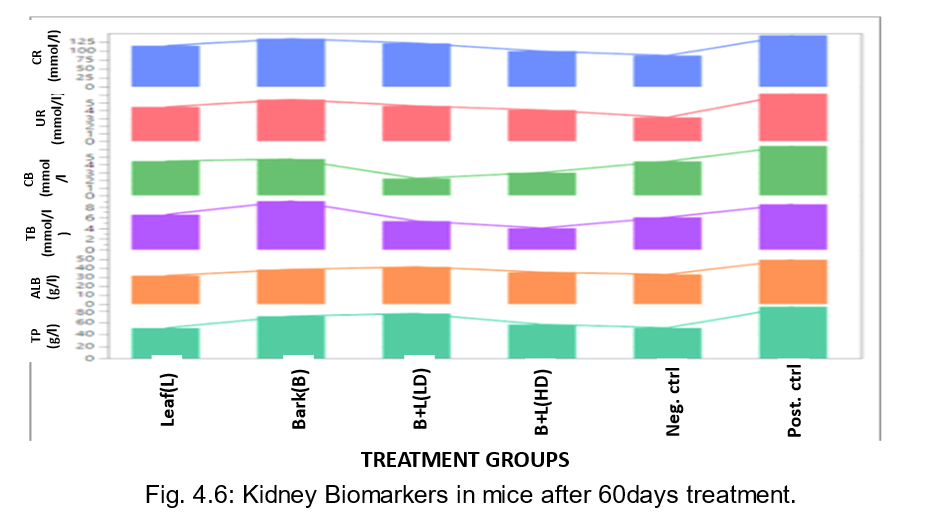 CR
(mmol/l)
125
100
75
50
25
0
UR
(mmol/l)
5
4
3
2
1
0
CB
(mmol
/l
5
4
3
2
1
0
TB
(mmol/l
)
8
6
4
2
0
ALB
(g/l)
50
40
30
20
10
0
TP
(g/l)
80
60
40
20
0
Leaf(L)
Bark(B)
B+L(LD)
B+L(HD)
Neg. ctrl
Post. ctrl
TREATMENT GROUPS
Fig. 4.6: Kidney Biomarkers in mice after 60days treatment.